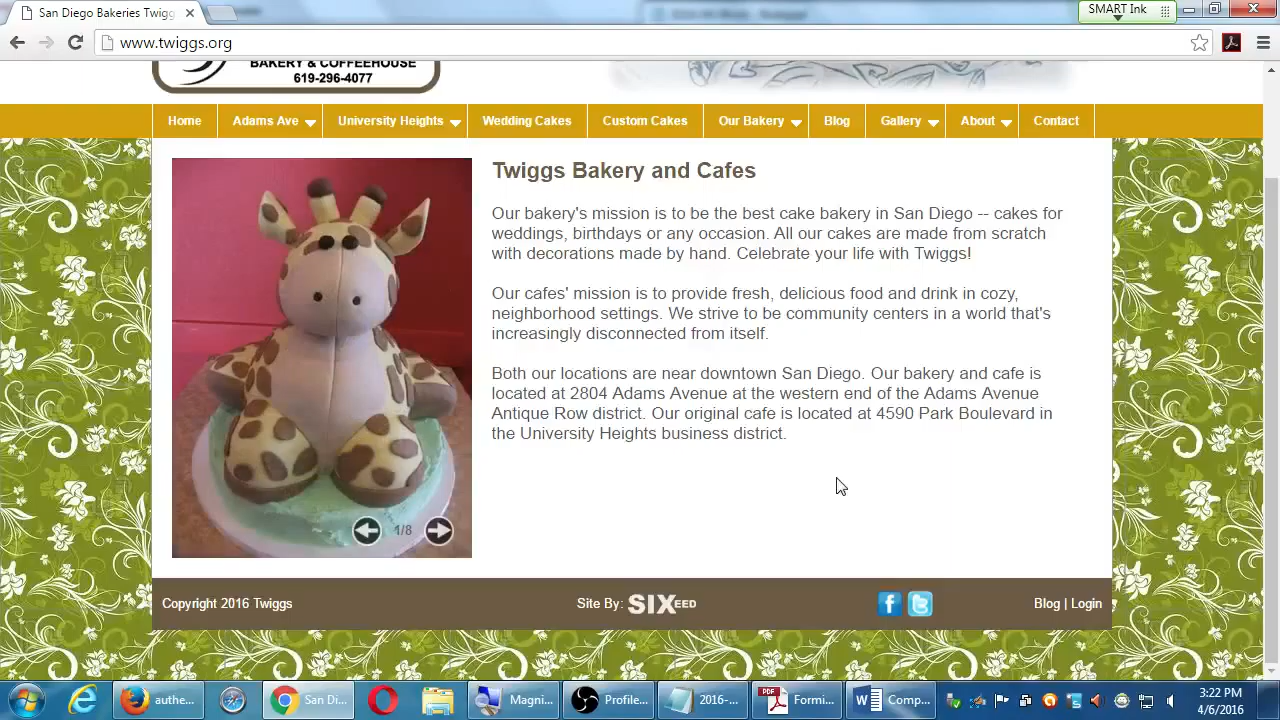 San Diego Bakeries Twigg
SMART Ink
www.twiggs.org
BAKERY & COFFEEHOUSE
619-296-4077
Home Adams Ave University Heights Wedding Cakes Custom Cakes Our Bakery Blog Gallery About Contact
Twiggs Bakery and Cafes
Our bakery's mission is to be the best cake bakery in San Diego -- cakes for
weddings, birthdays or any occasion. All our cakes are made from scratch
with decorations made by hand. Celebrate your life with Twiggs!
Our cafes' mission is to provide fresh, delicious food and drink in cozy,
neighborhood settings. We strive to be community centers in a world that's
increasingly disconnected from itself.
Both our locations are near downtown San Diego. Our bakery and cafe is
located at 2804 Adams Avenue at the western end of the Adams Avenue
Antique Row district. Our original cafe is located at 4590 Park Boulevard in
the University Heights business district.
1/8
Copyright 2016 Twiggs Site By: SIXEED Blog | Login
authe... San Di... Magni... Profile... 2016-... Formi... Comp...
3:22 PM
4/6/2016